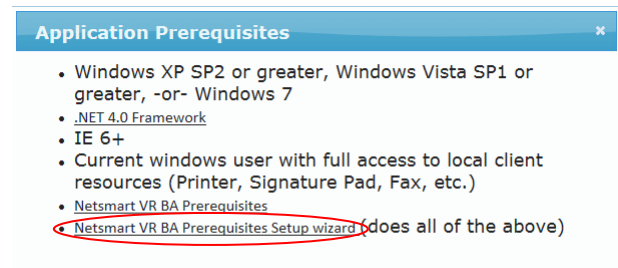 Application Prerequisites ×
• Windows XP SP2 or greater, Windows Vista SP1 or
greater, -or- Windows 7
• .NET 4.0 Framework
• IE 6+
• Current windows user with full access to local client
resources (Printer, Signature Pad, Fax, etc.)
• Netsmart VR BA Prerequisites
• Netsmart VR BA Prerequisites Setup wizard (does all of the above)